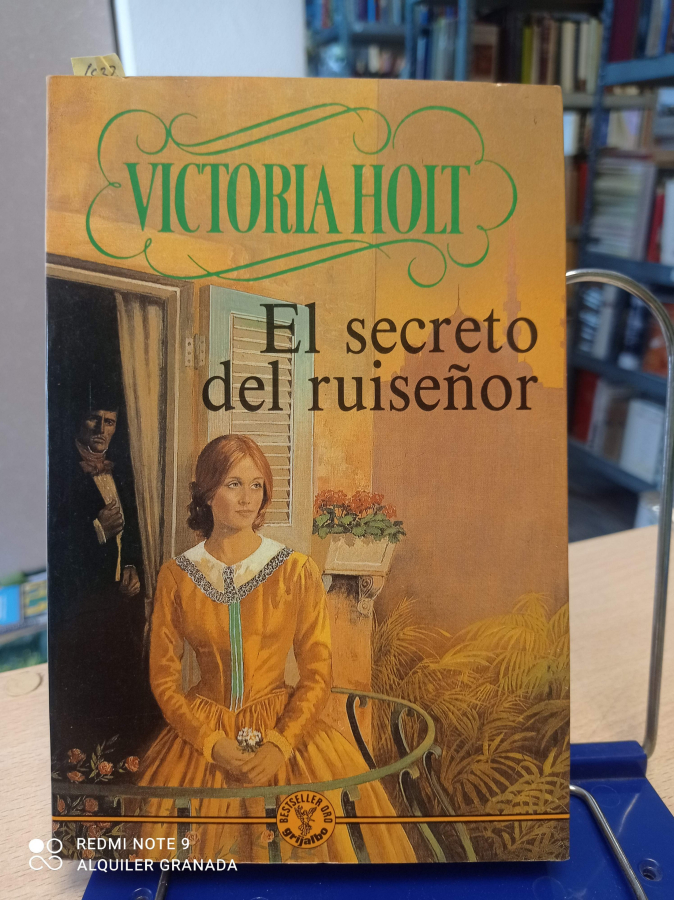 VICTORIA HOLT
El secreto
del ruiseñor
BESTSELLER ORO
grijalbo
REDMI NOTE 9
ALQUILER GRANADA